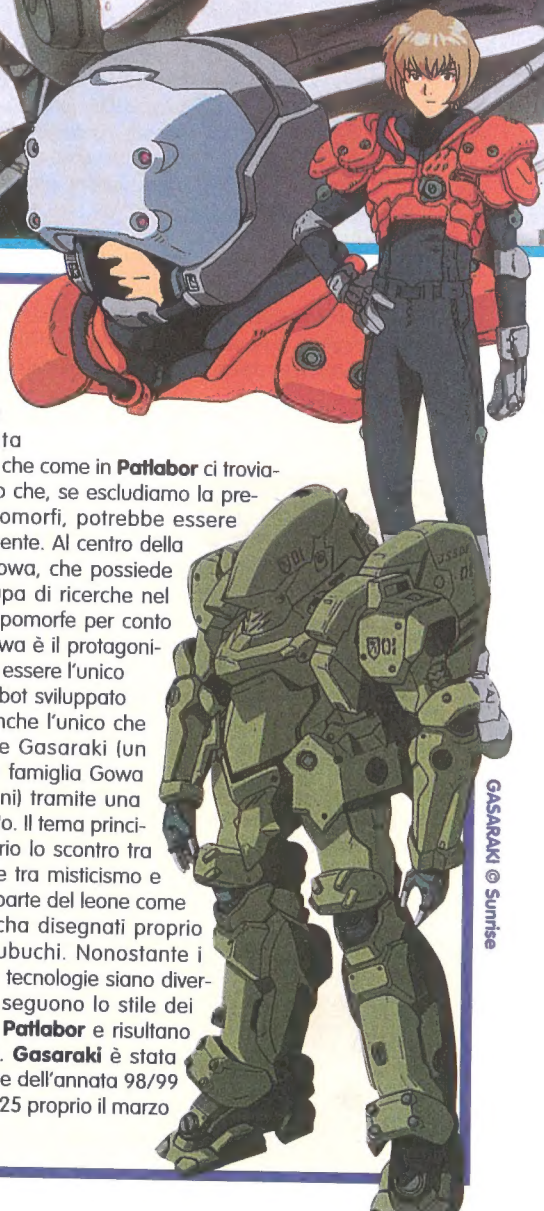 ta
che come in Patlabor ci trovia-
o che, se escludiamo la pre-
omorfi, potrebbe essere
ente. Al centro della
owa, che possiede
upa di ricerche nel
pomorfe per conto
wa è il protagoni-
essere l'unico
bot sviluppato
nche l'unico che
e Gasaraki (un
famiglia Gowa
ni) tramite una
o. Il tema princi-
rio lo scontro tra
e tra misticismo e
parte del leone come
cha disegnati proprio
ubuchi. Nonostante i
tecnologie siano diver-
seguono lo stile dei
Patlabor e risultano
. Gasaraki è stata
e dell'annata 98/99
25 proprio il marzo
01
01
GASARAKI © Sunrise